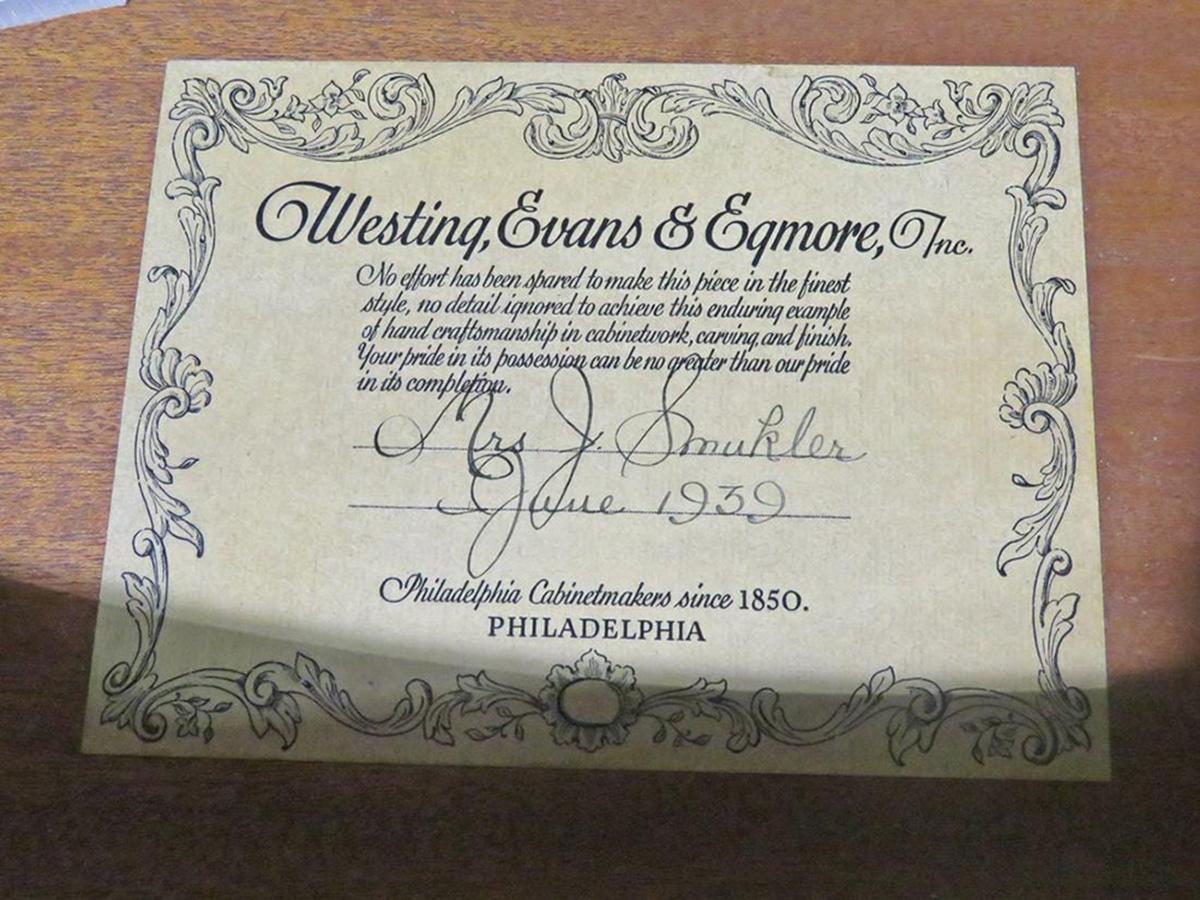 Westing, Evans & Egmore, Inc.
No effort has been spared to make this piece in the finest
style, no detail ignored to achieve this enduring example
of hand craftsmanship in cabinetwork, carving, and finish.
Your pride in its possession can be no greater than our pride
in its completion.
Mrs J. Smukler
June 1939
Philadelphia Cabinetmakers since 1850.
PHILADELPHIA